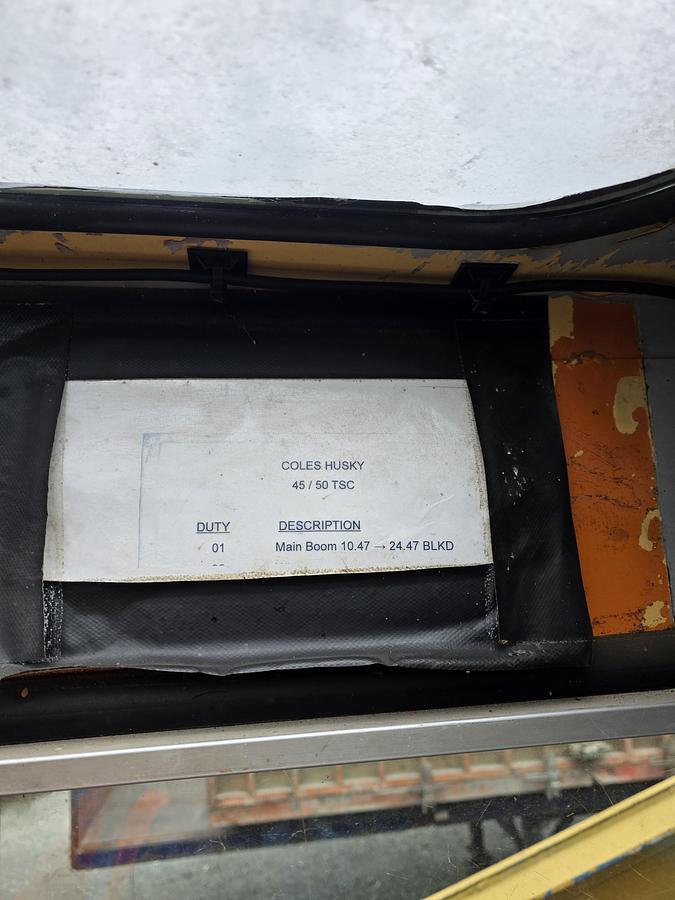 COLES HUSKY
45 / 50 TSC
DUTY DESCRIPTION
01 Main Boom 10.47 → 24.47 BLKD